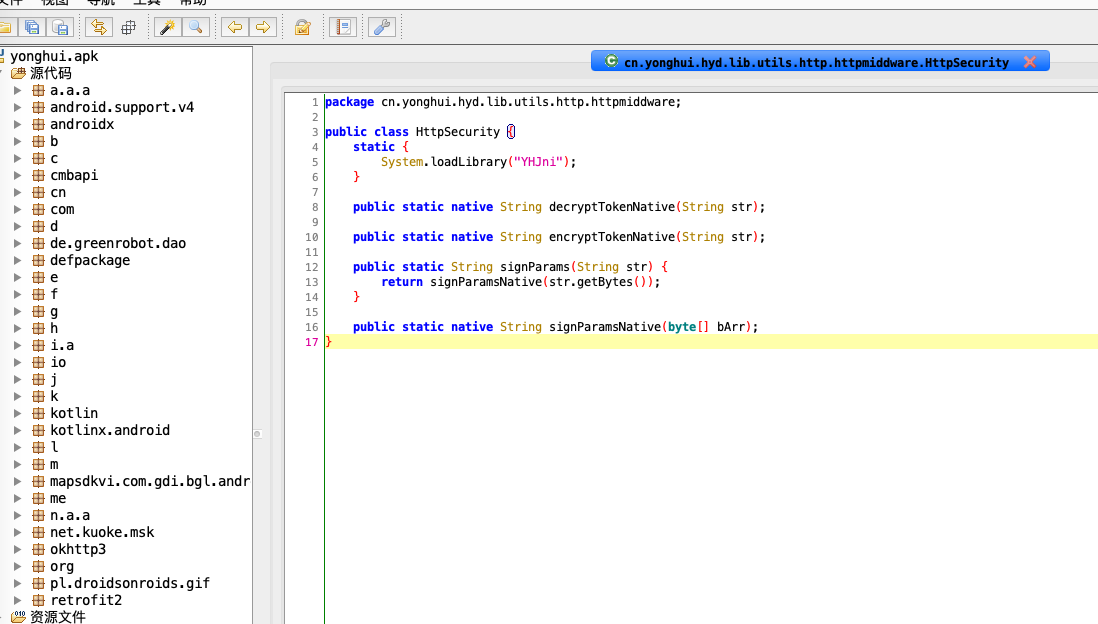 文件 视图 导航 工具 帮助
yonghui.apk
源代码
a.a.a
android.support.v4
androidx
b
c
cmbapi
cn
com
d
de.greenrobot.dao
defpackage
e
f
g
h
i.a
io
j
k
kotlin
kotlinx.android
l
m
mapsdkvi.com.gdi.bgl.andr
me
n.a.a
net.kuoke.msk
okhttp3
org
pl.droidsonroids.gif
retrofit2
资源文件
cn.yonghui.hyd.lib.utils.http.httpmiddware.HttpSecurity
1 package cn.yonghui.hyd.lib.utils.http.httpmiddware;
2
3 public class HttpSecurity {
4 static {
5 System.loadLibrary("YHJni");
6 }
7
8 public static native String decryptTokenNative(String str);
9
10 public static native String encryptTokenNative(String str);
11
12 public static String signParams(String str) {
13 return signParamsNative(str.getBytes());
14 }
15
16 public static native String signParamsNative(byte[] bArr);
17 }